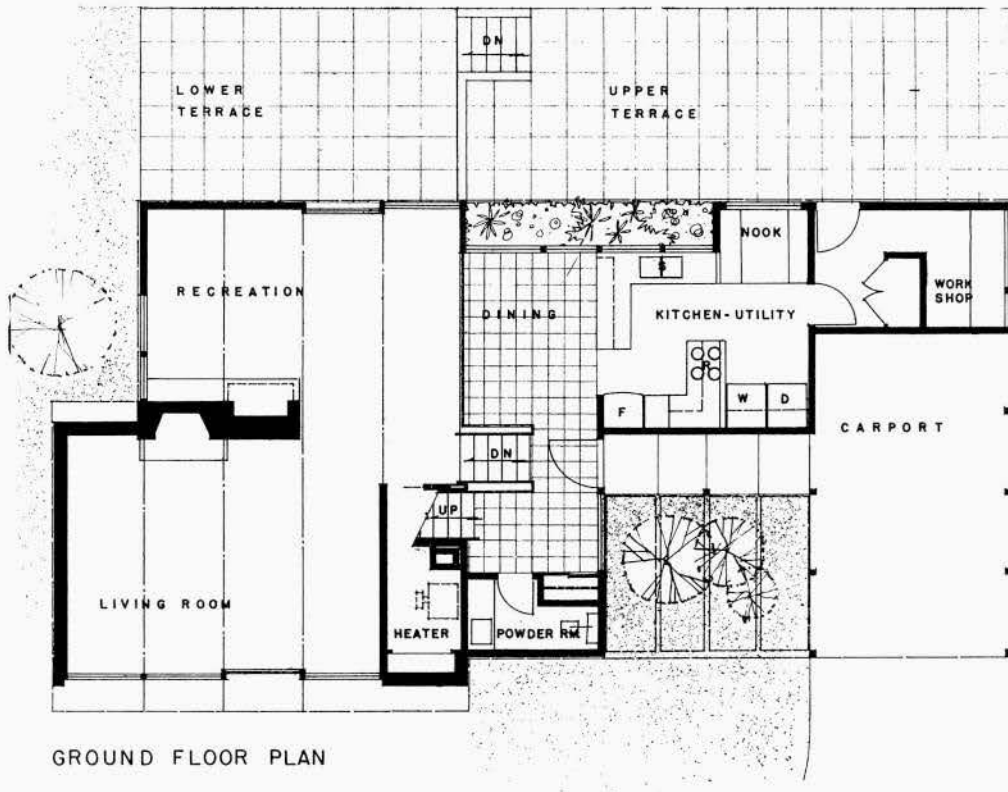 DN
LOWER
TERRACE
UPPER
TERRACE
NOOK
S
RECREATION
DINING
KITCHEN-UTILITY
WORK
SHOP
R
W
D
F
CARPORT
DN
UP
LIVING ROOM
HEATER
POWDER RM.
GROUND FLOOR PLAN